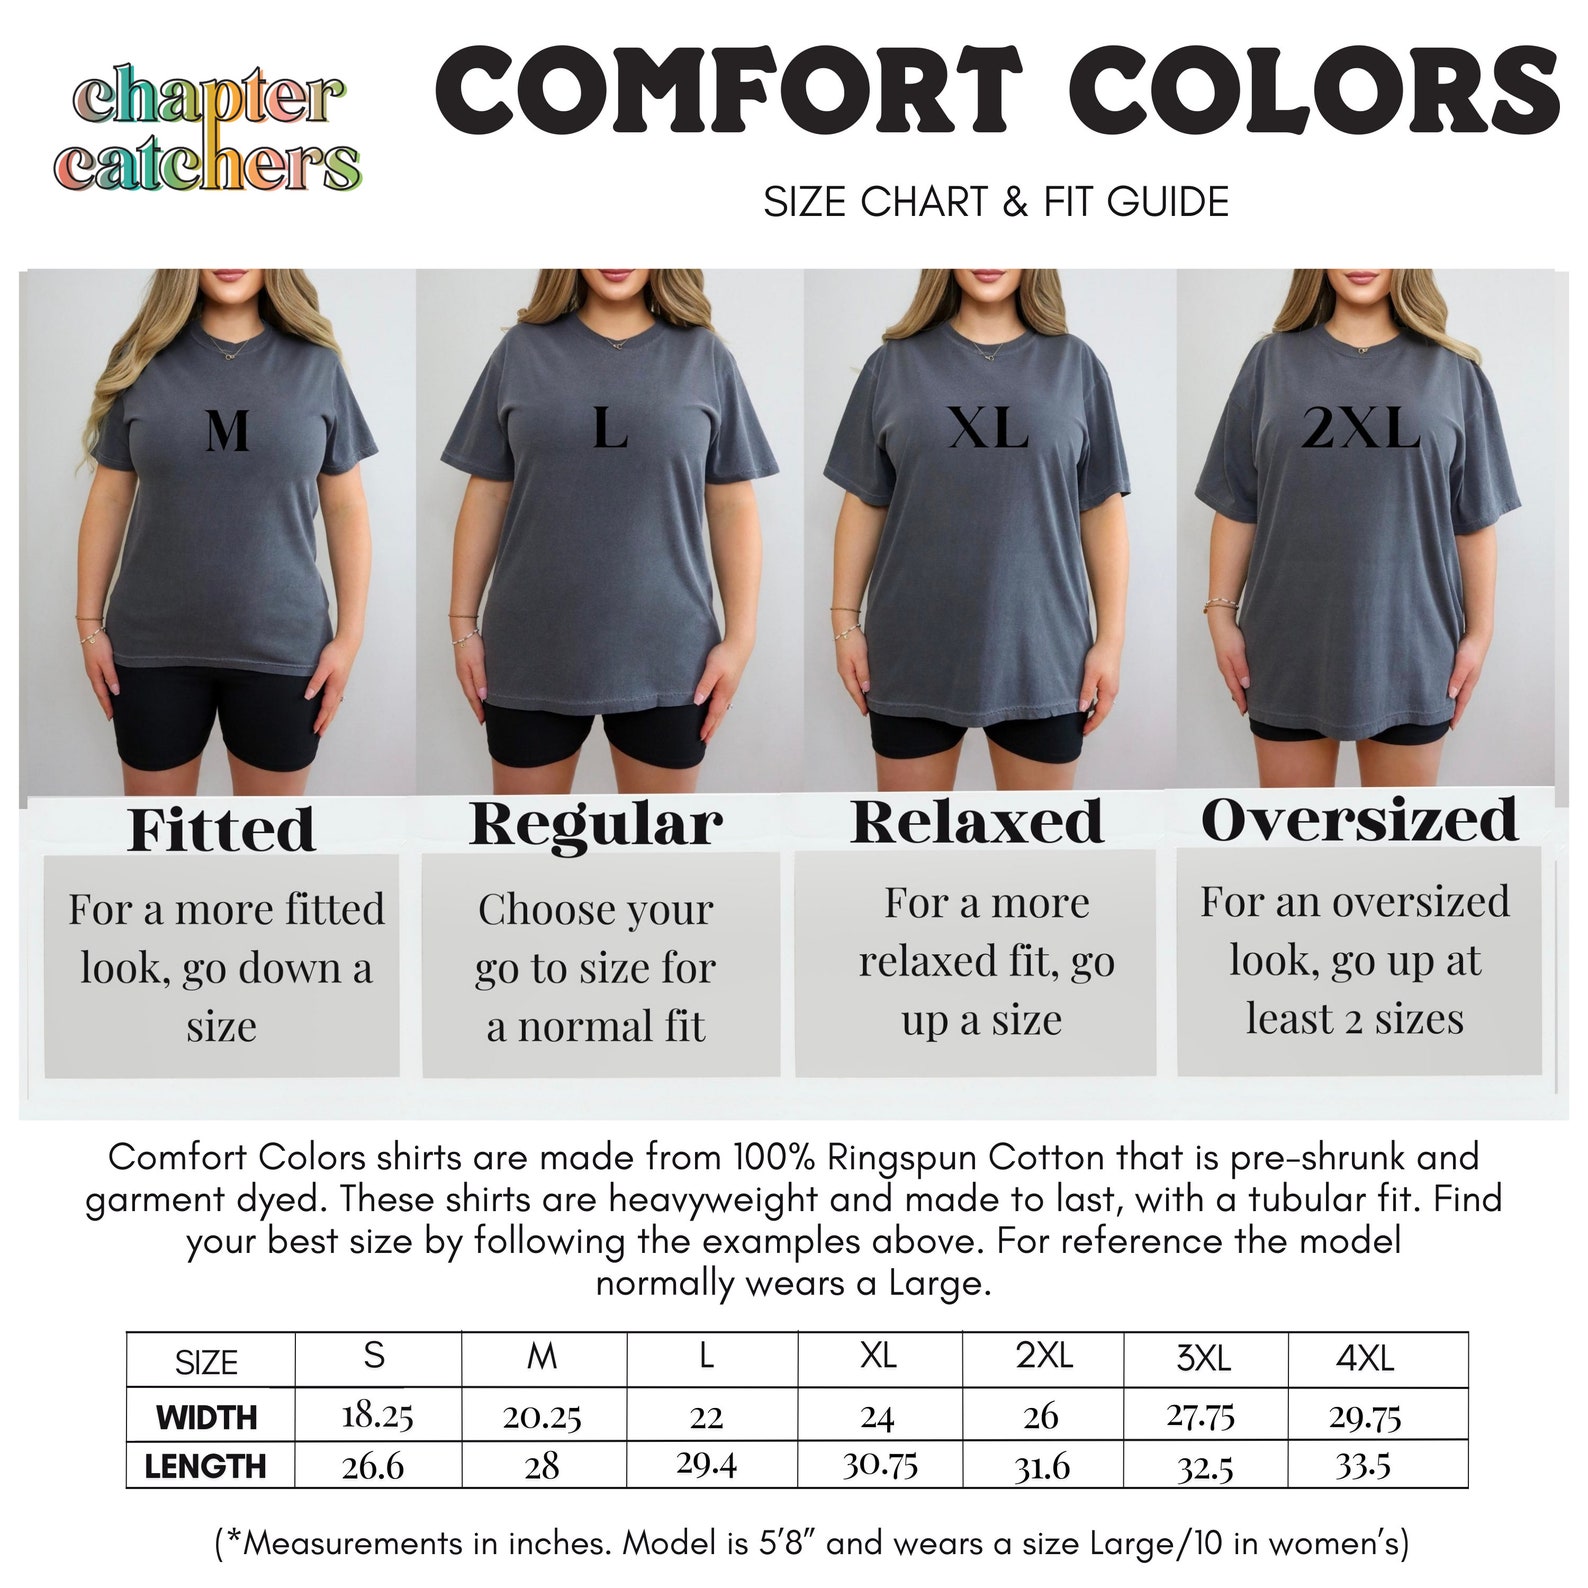 chapter
catchers
COMFORT COLORS
SIZE CHART & FIT GUIDE
M
L
XL
2XL
Fitted
For a more fitted
look, go down a
size
Regular
Choose your
go to size for
a normal fit
Relaxed
For a more
relaxed fit, go
up a size
Oversized
For an oversized
look, go up at
least 2 sizes
Comfort Colors shirts are made from 100% Ringspun Cotton that is pre-shrunk and
garment dyed. These shirts are heavyweight and made to last, with a tubular fit. Find
your best size by following the examples above. For reference the model
normally wears a Large.
SIZE S M L XL 2XL 3XL 4XL
WIDTH 18.25 20.25 22 24 26 27.75 29.75
LENGTH 26.6 28 29.4 30.75 31.6 32.5 33.5
(*Measurements in inches. Model is 5’8” and wears a size Large/10 in women’s)